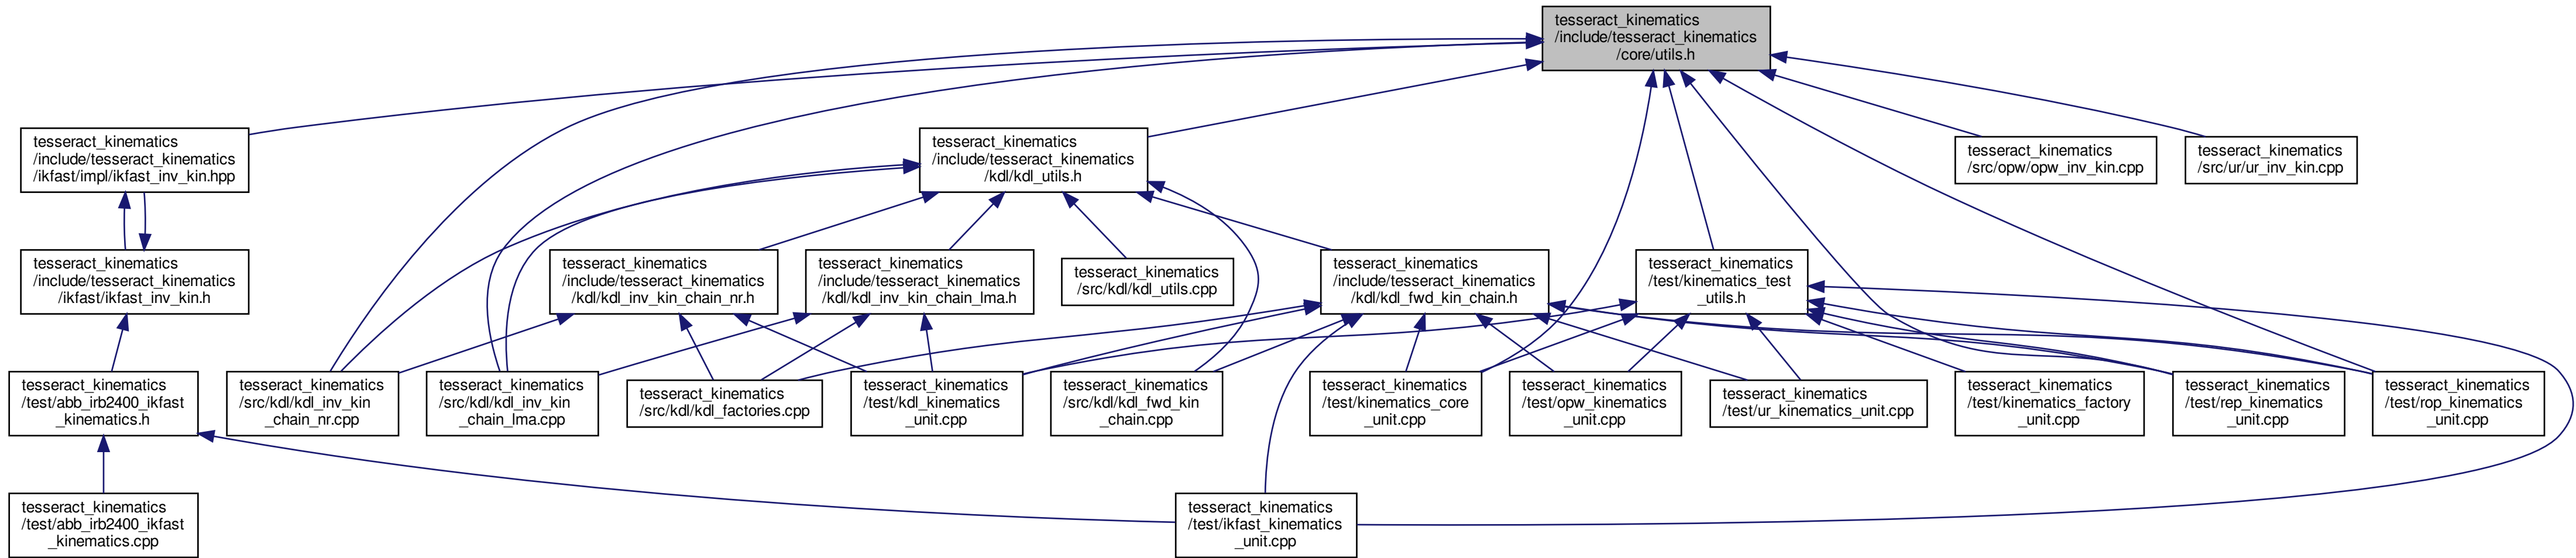 tesseract_kinematics
/include/tesseract_kinematics
/core/utils.h
tesseract_kinematics
/include/tesseract_kinematics
/ikfast/impl/ikfast_inv_kin.hpp
tesseract_kinematics
/include/tesseract_kinematics
/kdl/kdl_utils.h
tesseract_kinematics
/src/opw/opw_inv_kin.cpp
tesseract_kinematics
/src/ur/ur_inv_kin.cpp
tesseract_kinematics
/include/tesseract_kinematics
/ikfast/ikfast_inv_kin.h
tesseract_kinematics
/include/tesseract_kinematics
/kdl/kdl_inv_kin_chain_nr.h
tesseract_kinematics
/include/tesseract_kinematics
/kdl/kdl_inv_kin_chain_lma.h
tesseract_kinematics
/src/kdl/kdl_utils.cpp
tesseract_kinematics
/include/tesseract_kinematics
/kdl/kdl_fwd_kin_chain.h
tesseract_kinematics
/test/kinematics_test
_utils.h
tesseract_kinematics
/test/abb_irb2400_ikfast
_kinematics.h
tesseract_kinematics
/src/kdl/kdl_inv_kin
_chain_nr.cpp
tesseract_kinematics
/src/kdl/kdl_inv_kin
_chain_lma.cpp
tesseract_kinematics
/src/kdl/kdl_factories.cpp
tesseract_kinematics
/test/kdl_kinematics
_unit.cpp
tesseract_kinematics
/src/kdl/kdl_fwd_kin
_chain.cpp
tesseract_kinematics
/test/kinematics_core
_unit.cpp
tesseract_kinematics
/test/opw_kinematics
_unit.cpp
tesseract_kinematics
/test/ur_kinematics_unit.cpp
tesseract_kinematics
/test/kinematics_factory
_unit.cpp
tesseract_kinematics
/test/rep_kinematics
_unit.cpp
tesseract_kinematics
/test/rop_kinematics
_unit.cpp
tesseract_kinematics
/test/abb_irb2400_ikfast
_kinematics.cpp
tesseract_kinematics
/test/ikfast_kinematics
_unit.cpp